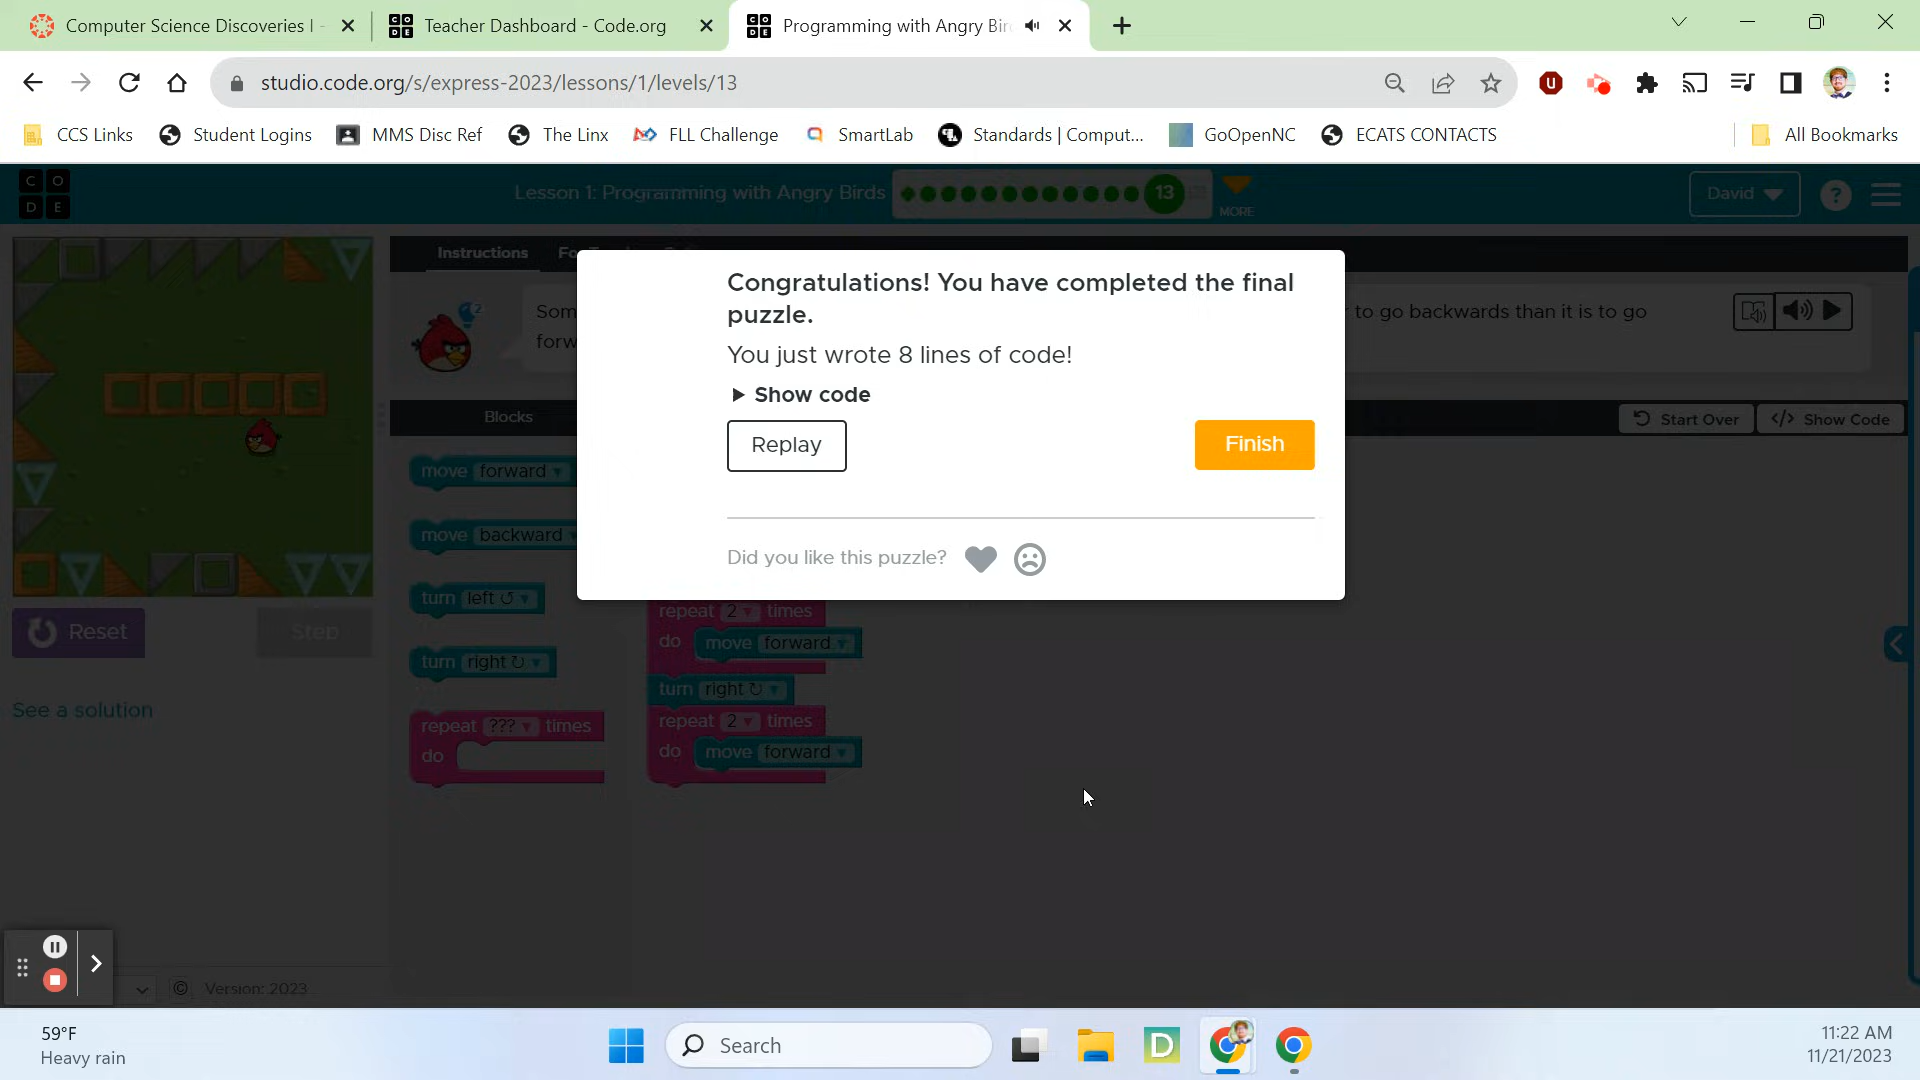 Computer Science Discoveries I -
Teacher Dashboard - Code.org
Programming with Angry Bir
studio.code.org/s/express-2023/lessons/1/levels/13
CCS Links
Student Logins
MMS Disc Ref
The Linx
FLL Challenge
SmartLab
Standards | Comput...
GoOpenNC
ECATS CONTACTS
All Bookmarks
C O
D E
Lesson 1: Programming with Angry Birds
13
MORE
David
?
Instructions
Congratulations! You have completed the final
puzzle.
You just wrote 8 lines of code!
Show code
Replay
Finish
Did you like this puzzle?
Som
to go backwards than it is to go
forw
2
Blocks
Start Over
</> Show Code
move forward
move backward
turn left
turn right
repeat ??? times
do
repeat 2 times
do move forward
turn right
repeat 2 times
do move forward
Reset
Step
See a solution
© Version: 2023
59°F
Heavy rain
Search
D
11:22 AM
11/21/2023